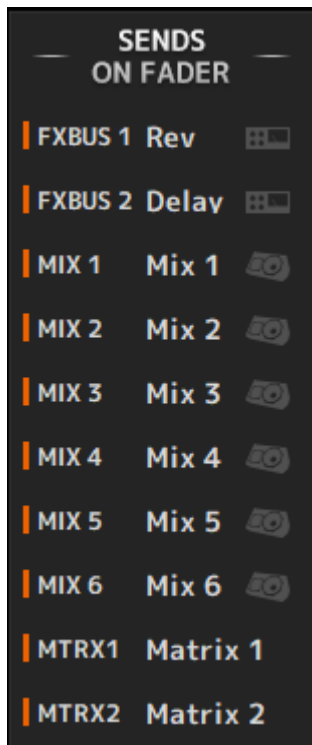 SENDS
ON FADER
FXBUS 1 Rev
FXBUS 2 Delay
MIX 1 Mix 1
MIX 2 Mix 2
MIX 3 Mix 3
MIX 4 Mix 4
MIX 5 Mix 5
MIX 6 Mix 6
MTRX1 Matrix 1
MTRX2 Matrix 2